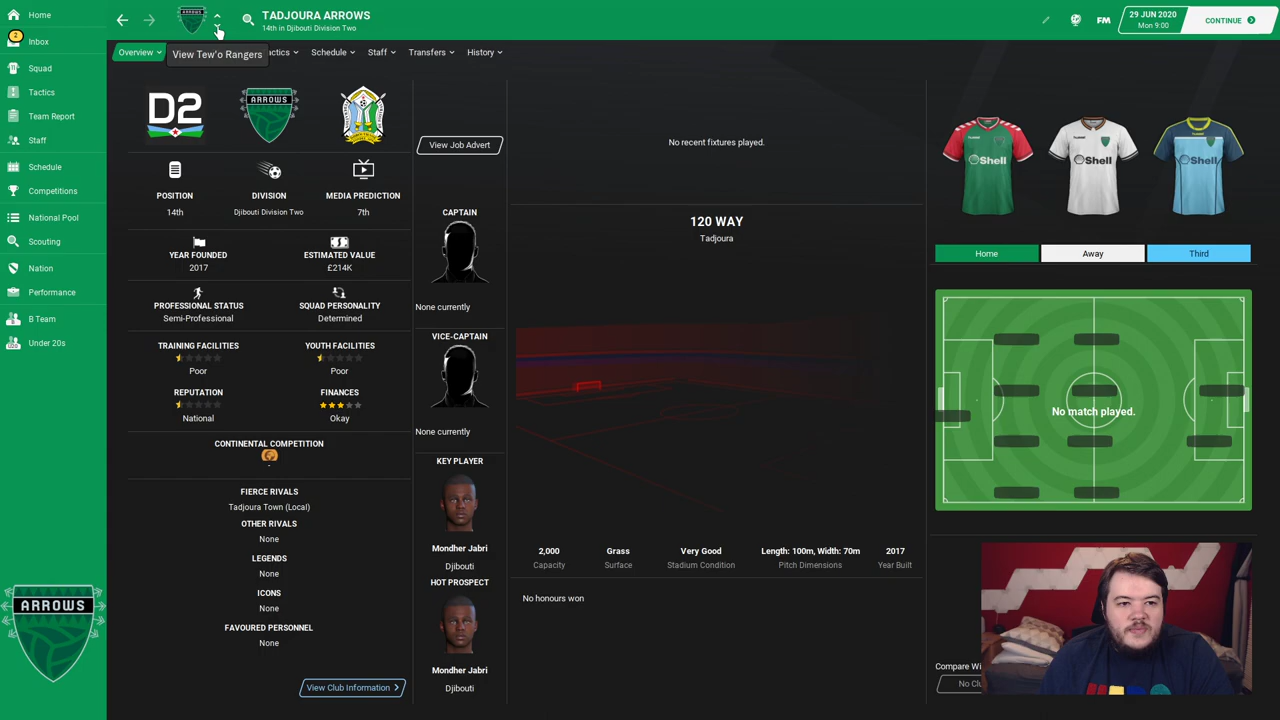 Home
TADJOURA ARROWS
14th in Djibouti Division Two
FM
29 JUN 2020
Mon 9:00
CONTINUE
2
Inbox
Squad
Tactics
Team Report
Staff
Schedule
Competitions
National Pool
Scouting
Nation
Performance
B Team
U20
Under 20s
ARROWS
Overview
View Tew'o Rangers
actics
Schedule
Staff
Transfers
History
D2
ARROWS
POSITION
14th
DIVISION
Djibouti Division Two
MEDIA PREDICTION
7th
YEAR FOUNDED
2017
ESTIMATED VALUE
£214K
PROFESSIONAL STATUS
Semi-Professional
SQUAD PERSONALITY
Determined
TRAINING FACILITIES
Poor
YOUTH FACILITIES
Poor
REPUTATION
National
FINANCES
Okay
CONTINENTAL COMPETITION
-
FIERCE RIVALS
Tadjoura Town (Local)
OTHER RIVALS
None
LEGENDS
None
ICONS
None
FAVOURED PERSONNEL
None
View Club Information
View Job Advert
CAPTAIN
None currently
VICE-CAPTAIN
None currently
KEY PLAYER
Mondher Jabri
Djibouti
HOT PROSPECT
Mondher Jabri
Djibouti
No recent fixtures played.
120 WAY
Tadjoura
2,000
Capacity
Grass
Surface
Very Good
Stadium Condition
Length: 100m, Width: 70m
Pitch Dimensions
2017
Year Built
No honours won
Shell
Shell
Shell
Home
Away
Third
No match played.
Compare Wi
No Clu